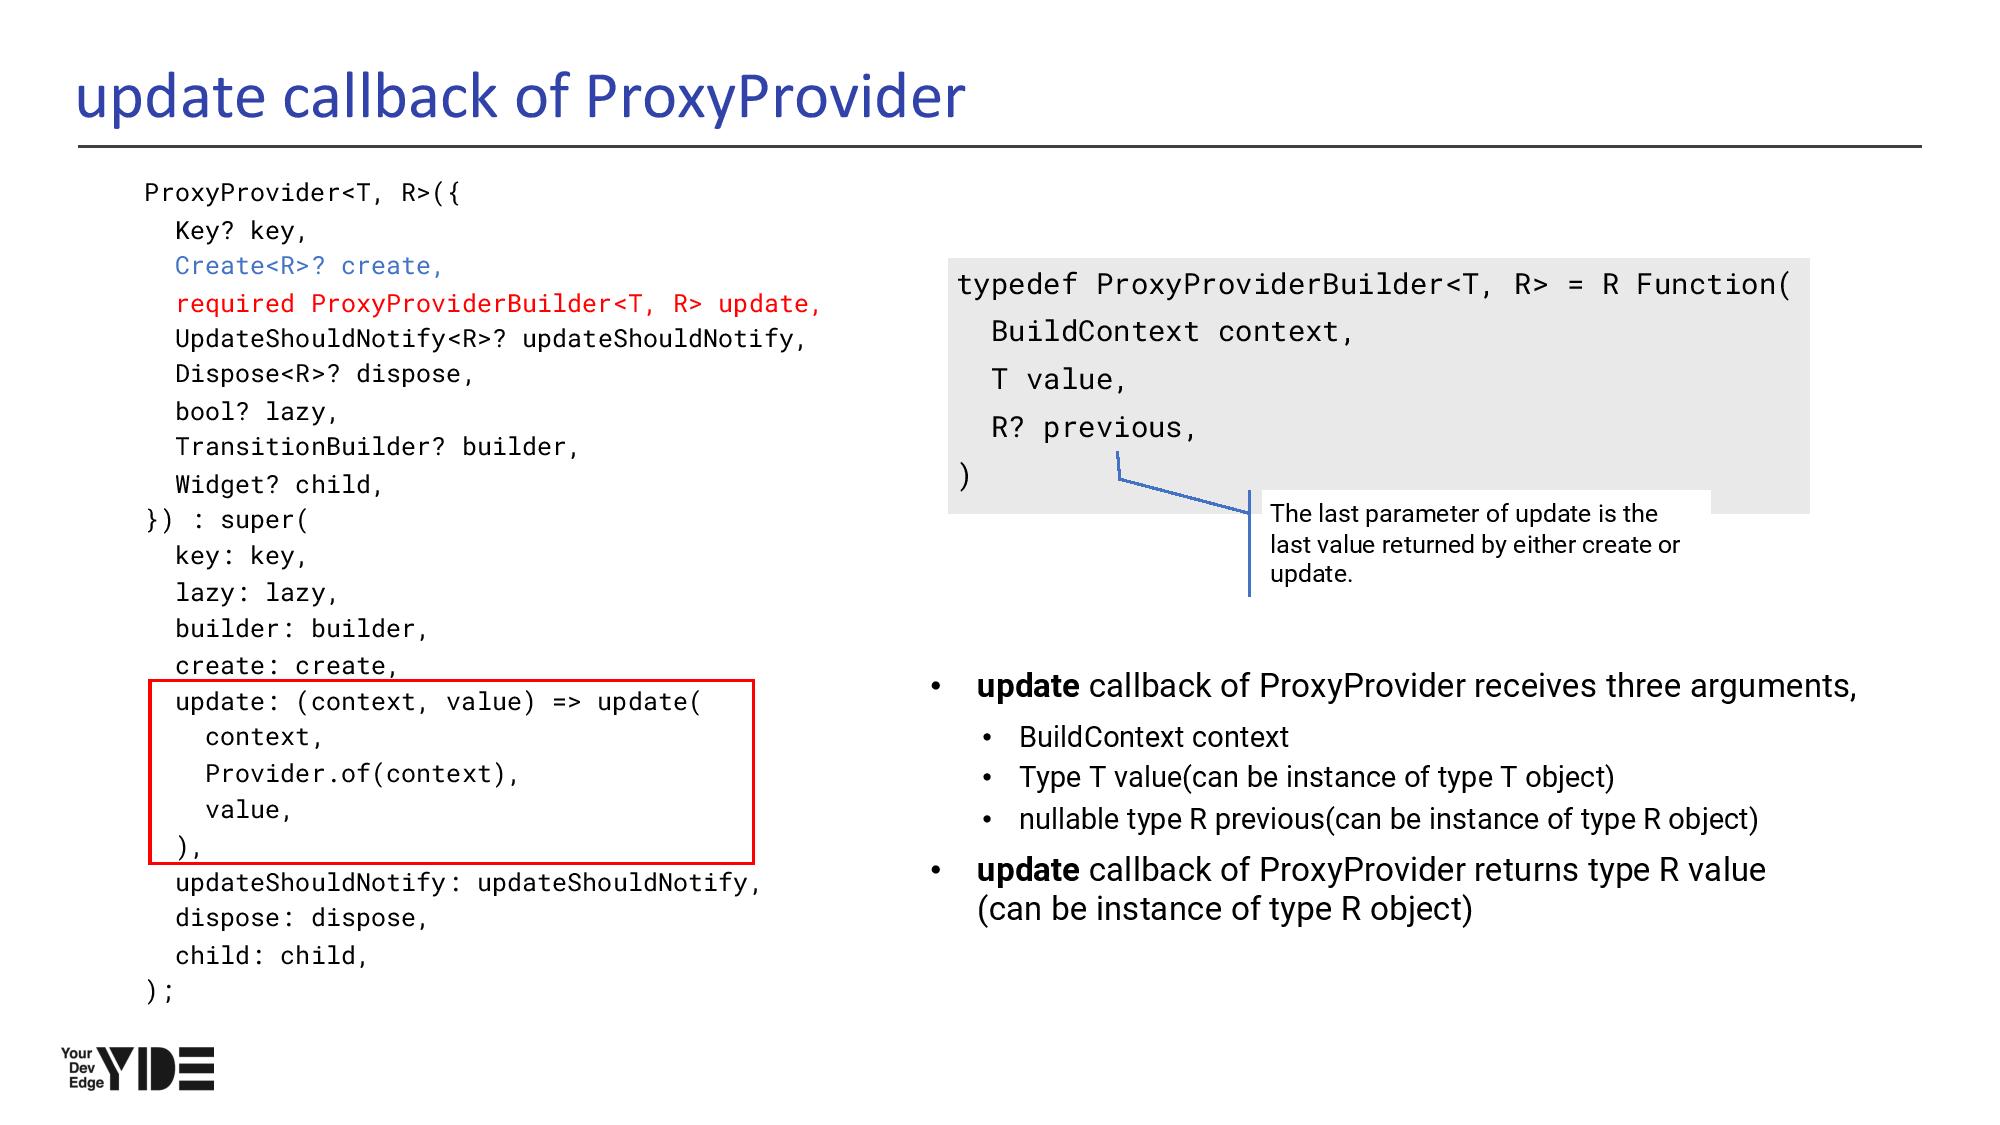 update callback of ProxyProvider
ProxyProvider<T, R>({
  Key? key,
  Create<R>? create,
  required ProxyProviderBuilder<T, R> update,
  UpdateShouldNotify<R>? updateShouldNotify,
  Dispose<R>? dispose,
  bool? lazy,
  TransitionBuilder? builder,
  Widget? child,
}) : super(
  key: key,
  lazy: lazy,
  builder: builder,
  create: create,
  update: (context, value) => update(
    context,
    Provider.of(context),
    value,
  ),
  updateShouldNotify: updateShouldNotify,
  dispose: dispose,
  child: child,
);
typedef ProxyProviderBuilder<T, R> = R Function(
  BuildContext context,
  T value,
  R? previous,
)
The last parameter of update is the
last value returned by either create or
update.
• update callback of ProxyProvider receives three arguments,
• BuildContext context
• Type T value(can be instance of type T object)
• nullable type R previous(can be instance of type R object)
• update callback of ProxyProvider returns type R value
(can be instance of type R object)
Your
Dev
Edge
YDE